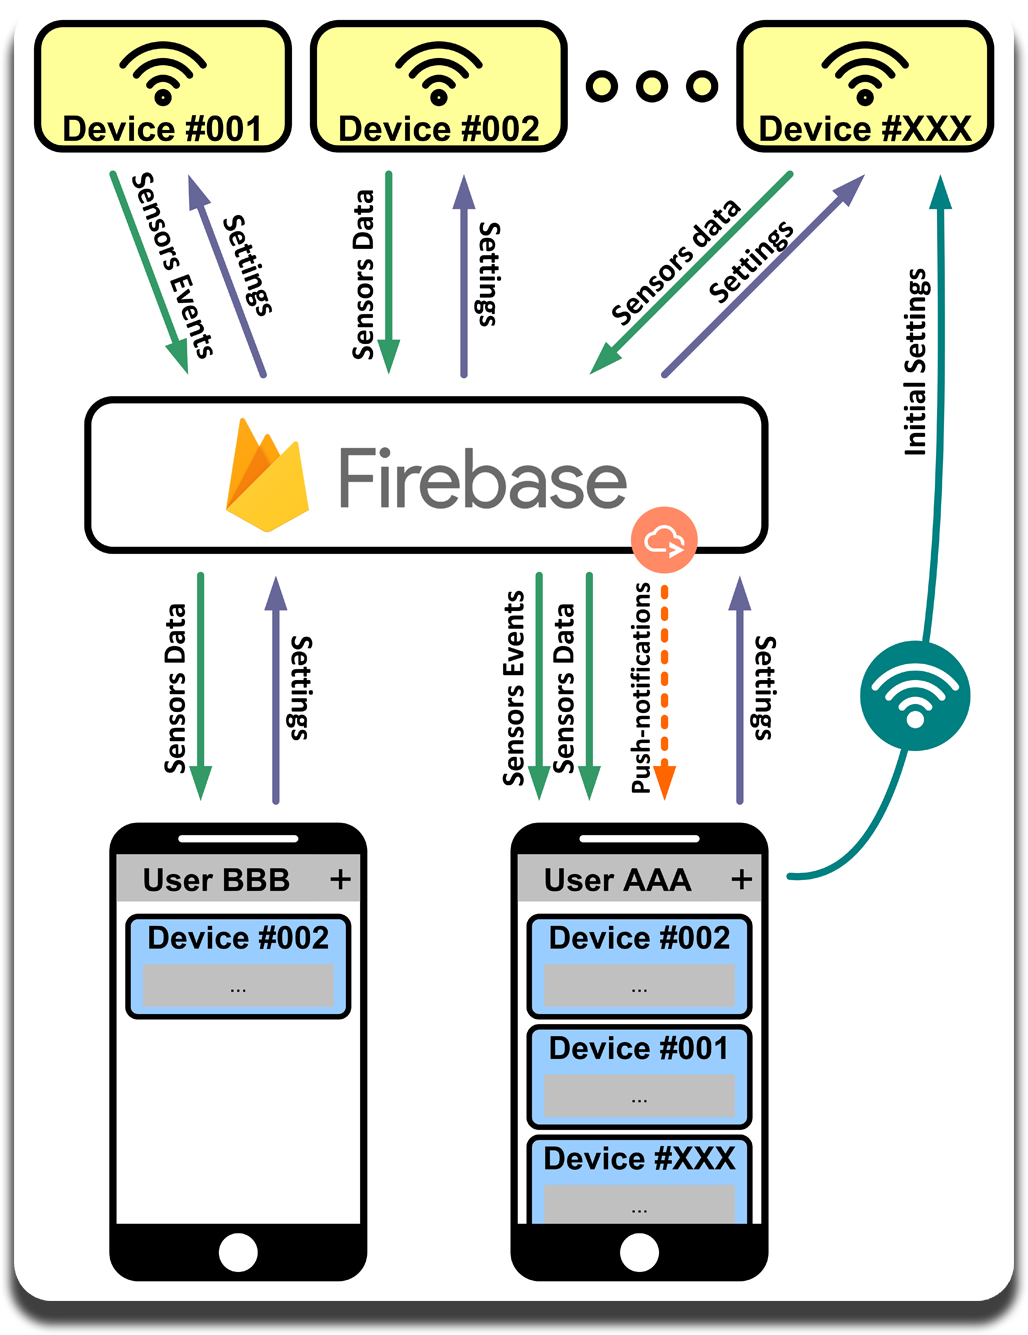 Device #001
Device #002
Device #XXX
Sensors Events
Settings
Sensors Data
Settings
Sensors data
Settings
Initial Settings
Firebase
Sensors Data
Settings
Sensors Events
Sensors Data
Push-notifications
Settings
User BBB +
Device #002
...
User AAA +
Device #002
...
Device #001
...
Device #XXX
...